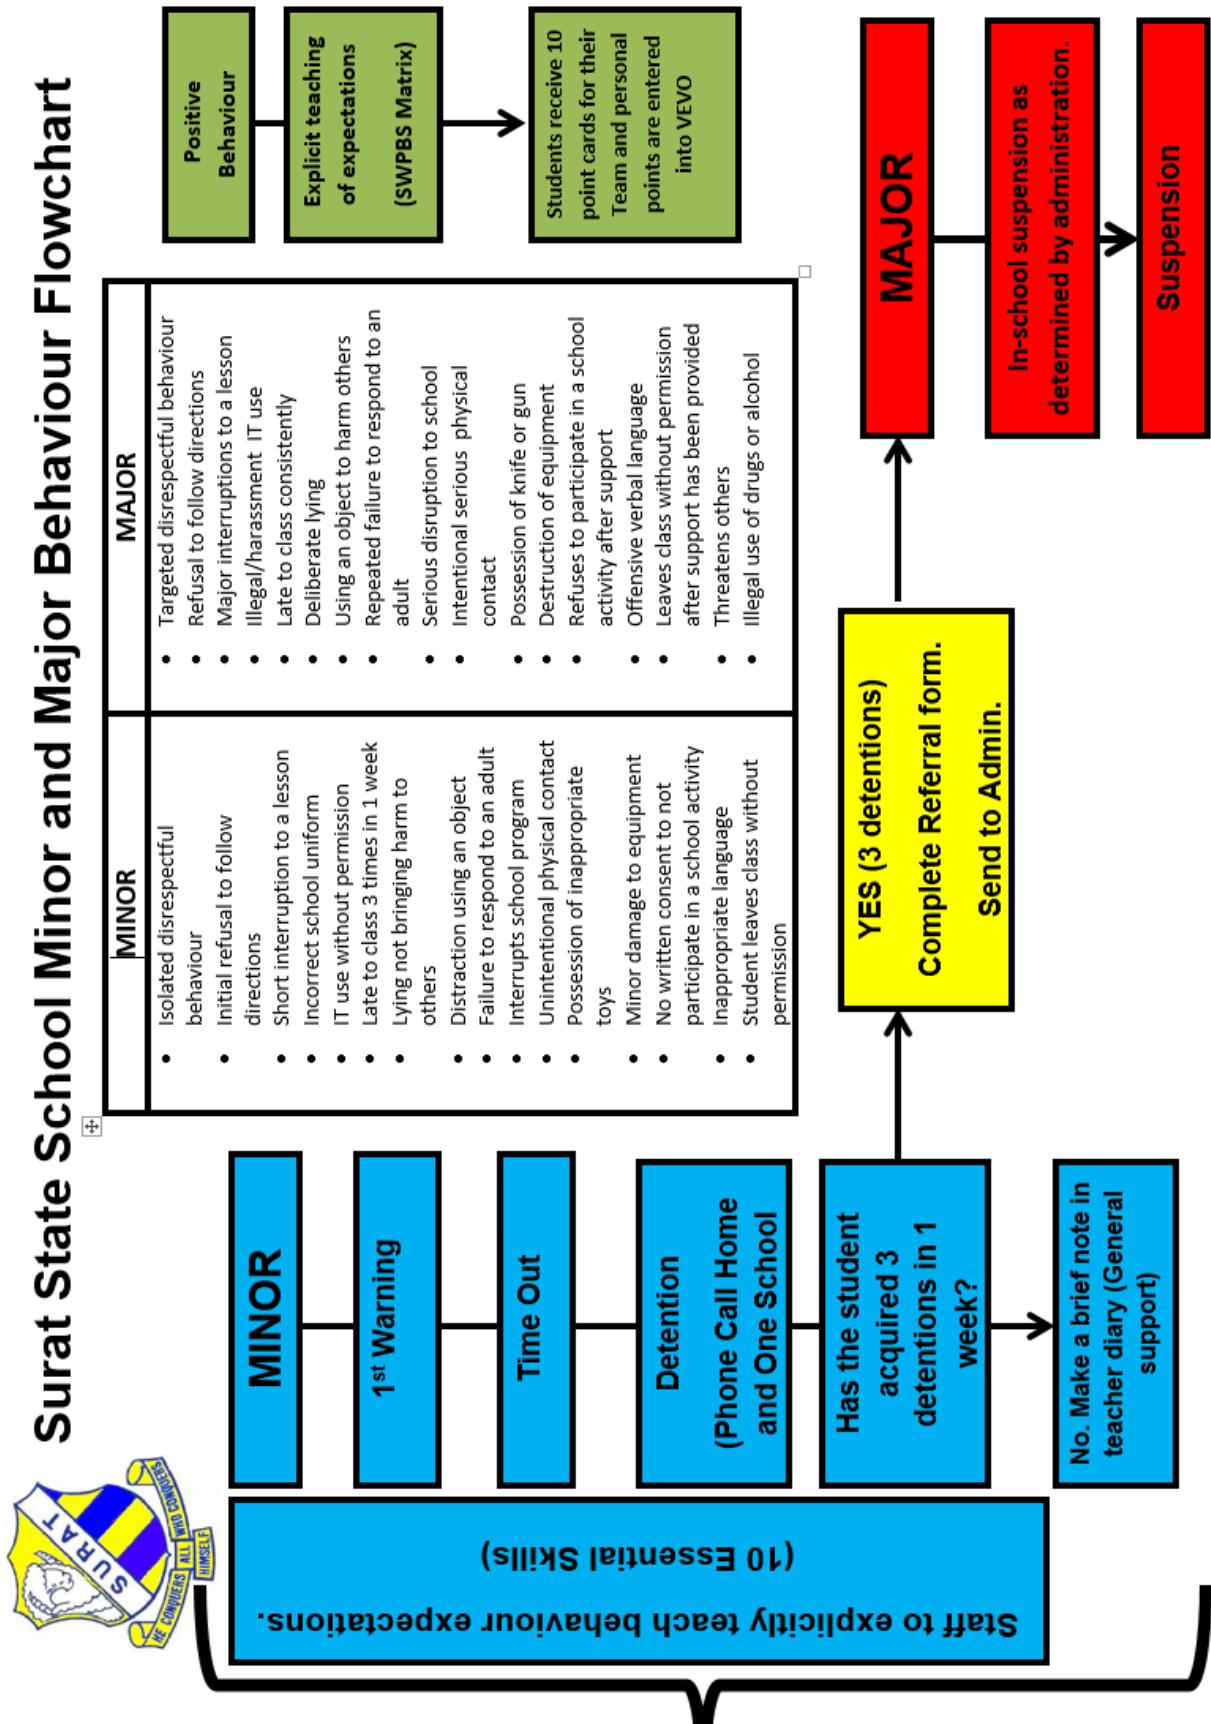 Surat State School Minor and Major Behaviour Flowchart
SURAT
HE CONQUERS
ALL
WHO CONQUERS
HIMSELF
Staff to explicitly teach behaviour expectations.
(10 Essential Skills)
MINOR
1st Warning
Time Out
Detention
(Phone Call Home
and One School
Has the student
acquired 3
detentions in 1
week?
No. Make a brief note in
teacher diary (General
support)
MINOR
• Isolated disrespectful
behaviour
• Initial refusal to follow
directions
• Short interruption to a lesson
• Incorrect school uniform
• IT use without permission
• Late to class 3 times in 1 week
• Lying not bringing harm to
others
• Distraction using an object
• Failure to respond to an adult
• Interrupts school program
• Unintentional physical contact
• Possession of inappropriate
toys
• Minor damage to equipment
• No written consent to not
participate in a school activity
• Inappropriate language
• Student leaves class without
permission
MAJOR
• Targeted disrespectful behaviour
• Refusal to follow directions
• Major interruptions to a lesson
• Illegal/harassment IT use
• Late to class consistently
• Deliberate lying
• Using an object to harm others
• Repeated failure to respond to an
adult
• Serious disruption to school
• Intentional serious physical
contact
• Possession of knife or gun
• Destruction of equipment
• Refuses to participate in a school
activity after support
• Offensive verbal language
• Leaves class without permission
after support has been provided
• Threatens others
• Illegal use of drugs or alcohol
YES (3 detentions)
Complete Referral form.
Send to Admin.
Positive
Behaviour
Explicit teaching
of expectations
(SWPBS Matrix)
Students receive 10
point cards for their
Team and personal
points are entered
into VEVO
MAJOR
In-school suspension as
determined by administration.
Suspension